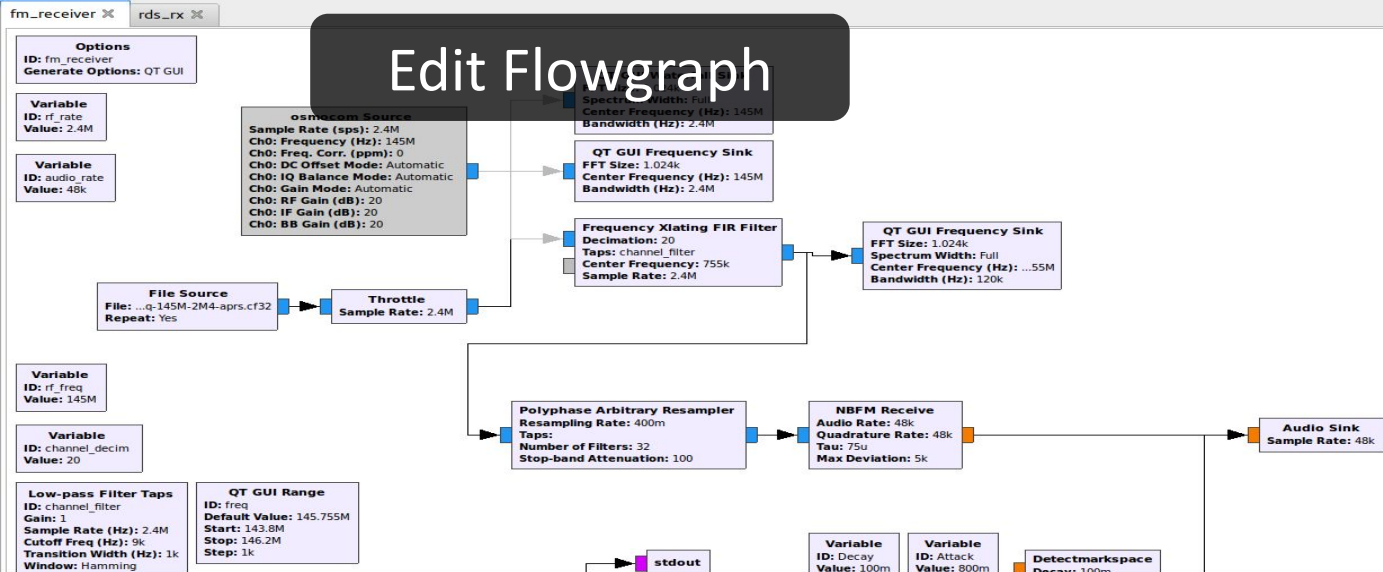 fm_receiver
rds_rx
Edit Flowgraph
Options
ID: fm_receiver
Generate Options: QT GUI
Variable
ID: rf_rate
Value: 2.4M
Variable
ID: audio_rate
Value: 48k
osmocom Source
Sample Rate (sps): 2.4M
Ch0: Frequency (Hz): 145M
Ch0: Freq. Corr. (ppm): 0
Ch0: DC Offset Mode: Automatic
Ch0: IQ Balance Mode: Automatic
Ch0: Gain Mode: Automatic
Ch0: RF Gain (dB): 20
Ch0: IF Gain (dB): 20
Ch0: BB Gain (dB): 20
Spectrum Width: Full
Center Frequency (Hz): 145M
Bandwidth (Hz): 2.4M
QT GUI Frequency Sink
FFT Size: 1.024k
Center Frequency (Hz): 145M
Bandwidth (Hz): 2.4M
Frequency Xlating FIR Filter
Decimation: 20
Taps: channel_filter
Center Frequency: 755k
Sample Rate: 2.4M
QT GUI Frequency Sink
FFT Size: 1.024k
Spectrum Width: Full
Center Frequency (Hz): ...55M
Bandwidth (Hz): 120k
File Source
File: ...q-145M-2M4-aprs.cf32
Repeat: Yes
Throttle
Sample Rate: 2.4M
Variable
ID: rf_freq
Value: 145M
Variable
ID: channel_decim
Value: 20
Polyphase Arbitrary Resampler
Resampling Rate: 400m
Taps:
Number of Filters: 32
Stop-band Attenuation: 100
NBFM Receive
Audio Rate: 48k
Quadrature Rate: 48k
Tau: 75u
Max Deviation: 5k
Audio Sink
Sample Rate: 48k
Low-pass Filter Taps
ID: channel_filter
Gain: 1
Sample Rate (Hz): 2.4M
Cutoff Freq (Hz): 9k
Transition Width (Hz): 1k
Window: Hamming
QT GUI Range
ID: freq
Default Value: 145.755M
Start: 143.8M
Stop: 146.2M
Step: 1k
stdout
Variable
ID: Decay
Value: 100m
Variable
ID: Attack
Value: 800m
Detectmarkspace
Decay: 100m